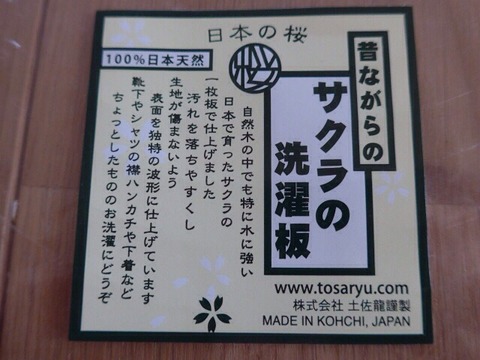 日本の桜
100%日本天然
桜
昔ながらの
サクラの
洗濯板
自然木の中でも特に水に強い
日本で育ったサクラの
一枚板で仕上げました
汚れを落ちやすくし
生地が傷まないよう
表面を独特の波形に仕上げています
靴下やシャツの襟ハンカチや下着など
ちょっとしたもののお洗濯にどうぞ
www.tosaryu.com
株式会社 土佐龍謹製
MADE IN KOHCHI, JAPAN